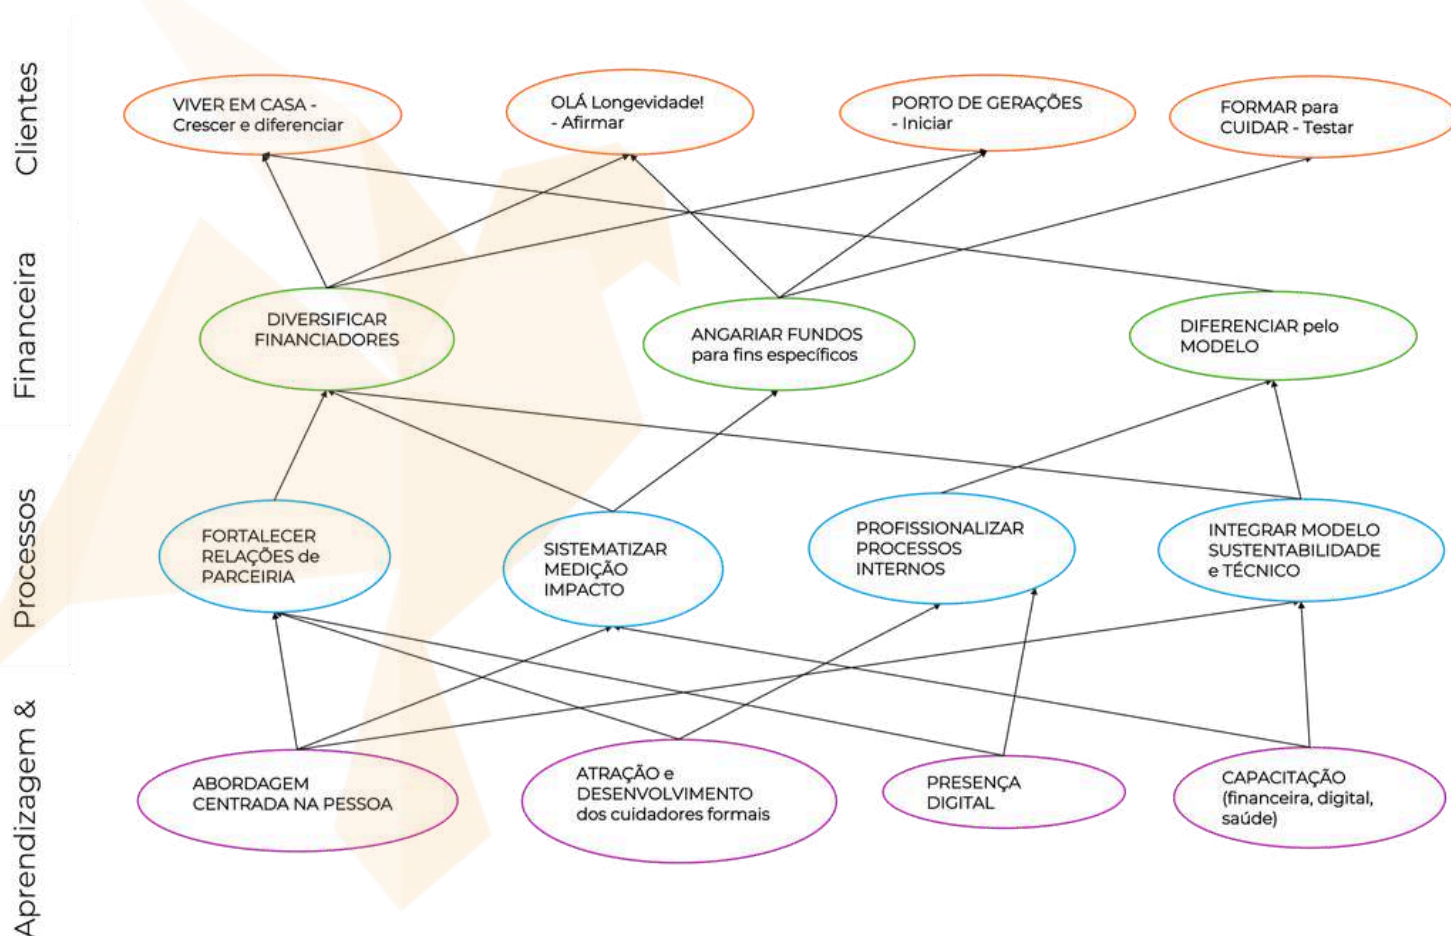 Clientes
VIVER EM CASA -
Crescer e diferenciar
OLÁ Longevidade!
- Afirmar
PORTO DE GERAÇÕES
- Iniciar
FORMAR para
CUIDAR - Testar
Financeira
DIVERSIFICAR
FINANCIADORES
ANGARIAR FUNDOS
para fins específicos
DIFERENCIAR pelo
MODELO
Processos
FORTALECER
RELAÇÕES de
PARCEIRIA
SISTEMATIZAR
MEDIÇÃO
IMPACTO
PROFISSIONALIZAR
PROCESSOS
INTERNOS
INTEGRAR MODELO
SUSTENTABILIDADE
e TÉCNICO
Aprendizagem &
ABORDAGEM
CENTRADA NA PESSOA
ATRAÇÃO e
DESENVOLVIMENTO
dos cuidadores formais
PRESENÇA
DIGITAL
CAPACITAÇÃO
(financeira, digital,
saúde)